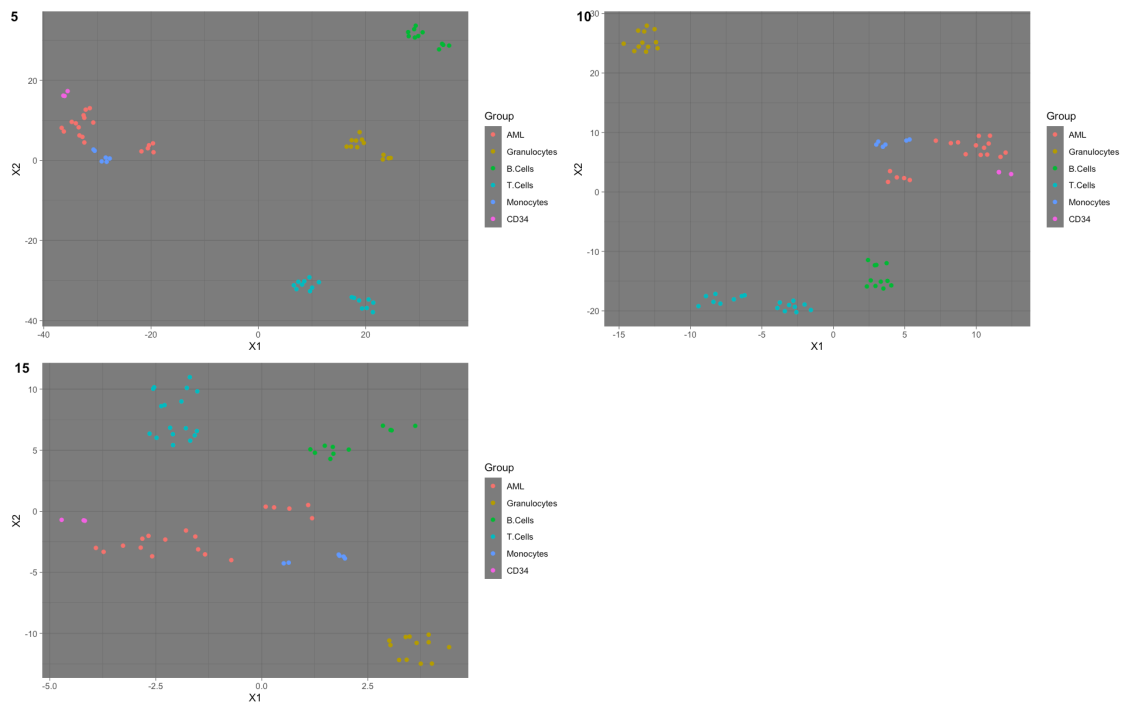 5
20
0
-20
-40
-40
-20
0
20
X1
X2
Group
AML
Granulocytes
B.Cells
T.Cells
Monocytes
CD34
10
30
20
10
0
-10
-20
-15
-10
-5
0
5
10
X1
X2
Group
AML
Granulocytes
B.Cells
T.Cells
Monocytes
CD34
15
10
5
0
-5
-10
-5.0
-2.5
0.0
2.5
X1
X2
Group
AML
Granulocytes
B.Cells
T.Cells
Monocytes
CD34